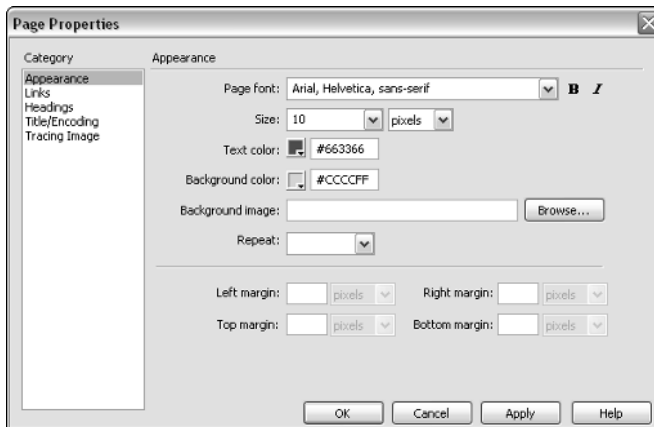 Page Properties
Category
Appearance
Links
Headings
Title/Encoding
Tracing Image
Appearance
Page font: Arial, Helvetica, sans-serif B I
Size: 10 pixels
Text color: #663366
Background color: #CCCCFF
Background image: Browse...
Repeat:
Left margin: pixels Right margin: pixels
Top margin: pixels Bottom margin: pixels
OK Cancel Apply Help